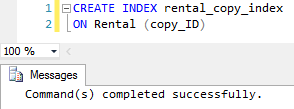 1 CREATE INDEX rental_copy_index
2 ON Rental (copy_ID)
100 %
Messages
Command(s) completed successfully.